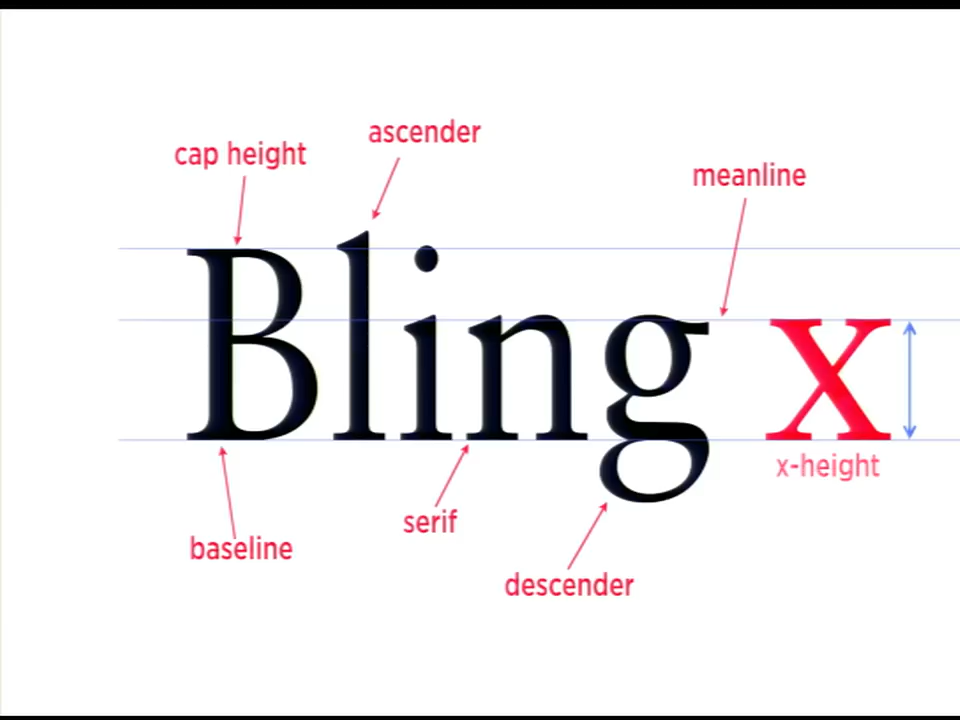 ascender
cap height
meanline
Bling x
x-height
serif
baseline
descender